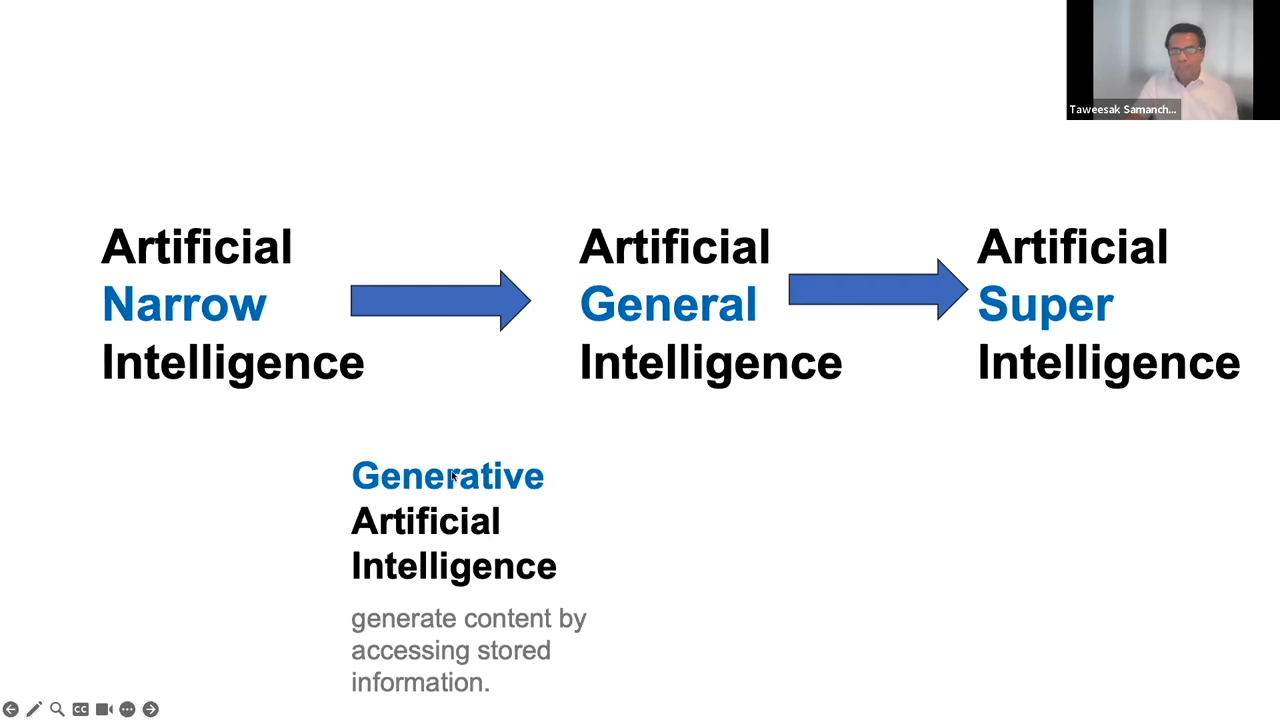 Taweesak Samanch...
Artificial
Narrow
Intelligence
Artificial
General
Intelligence
Artificial
Super
Intelligence
Generative
Artificial
Intelligence
generate content by
accessing stored
information.
CC